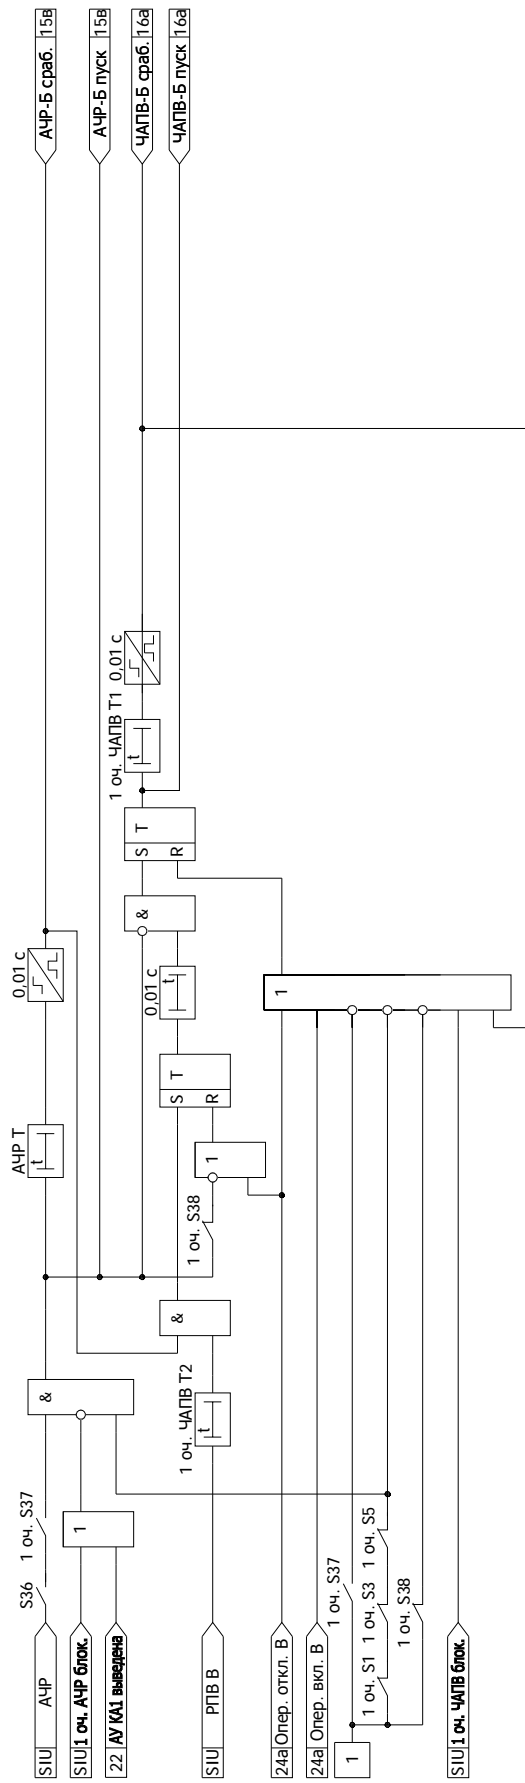 АЧР-Б сраб. 15в
АЧР-Б пуск 15в
ЧАПВ-Б сраб. 16а
ЧАПВ-Б пуск 16а
0,01 с
1 оч. ЧАПВ Т1
Т
S
R
&
0,01 с
t
0,01 с
t
1
Т
S
R
АЧР Т
t
1
1 оч. S38
&
1 оч. ЧАПВ Т2
t
&
1 оч. S37
S36
1
SIU АЧР
SIU 1 оч. АЧР блок.
22 АУ КА1 выведена
SIU РПВ В
24а Опер. откл. В
24а Опер. вкл. В
1 оч. S37
1 оч. S1
1 оч. S3
1 оч. S5
1 оч. S38
1
SIU 1 оч. ЧАПВ блок.